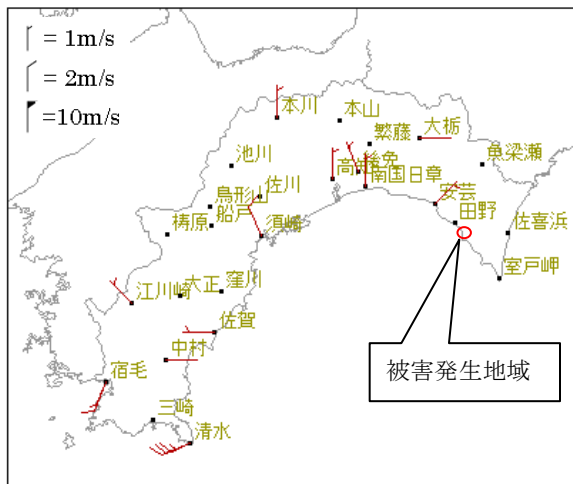 = 1m/s
= 2m/s
=10m/s
本川
本山
繁藤
大栃
魚梁瀬
池川
高知
後免
南国日章
鳥形山
佐川
安芸
梼原
船戸
須崎
田野
佐喜浜
室戸岬
江川崎
大正
窪川
佐賀
中村
宿毛
三崎
清水
被害発生地域